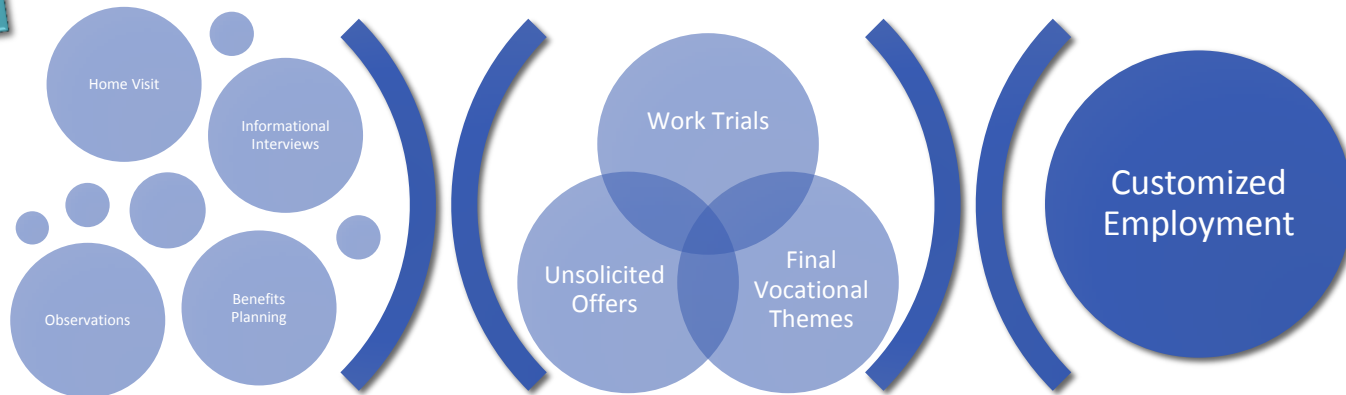 Home Visit
Informational
Interviews
Observations
Benefits
Planning
Work Trials
Unsolicited
Offers
Final
Vocational
Themes
Customized
Employment